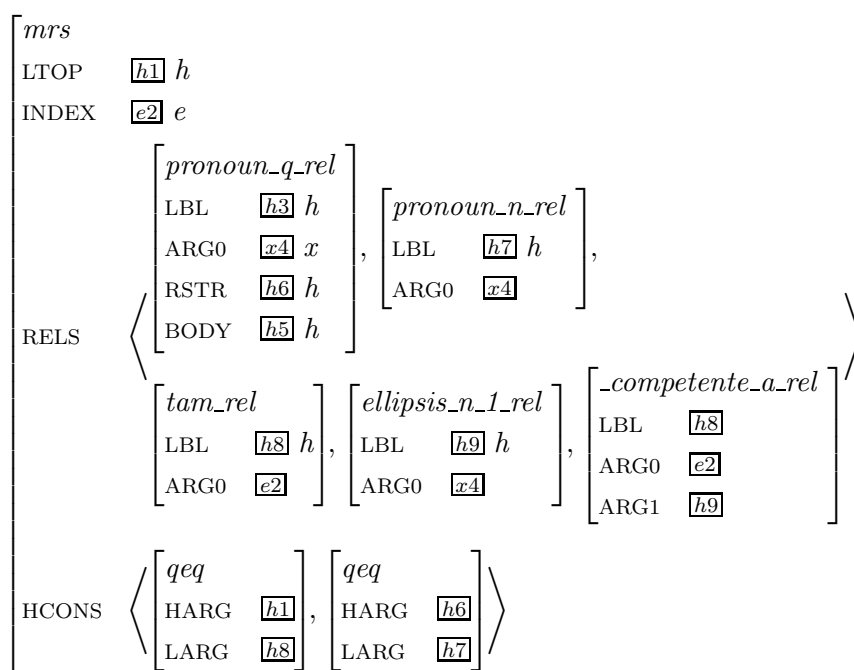 mrs
LTOP h1 h
INDEX e2 e
RELS
pronoun_q_rel
LBL h3 h
ARG0 x4 x
RSTR h6 h
BODY h5 h
,
pronoun_n_rel
LBL h7 h
ARG0 x4
,
tam_rel
LBL h8 h
ARG0 e2
,
ellipsis_n_1_rel
LBL h9 h
ARG0 x4
,
_competente_a_rel
LBL h8
ARG0 e2
ARG1 h9
HCONS
qeq
HARG h1
LARG h8
,
qeq
HARG h6
LARG h7